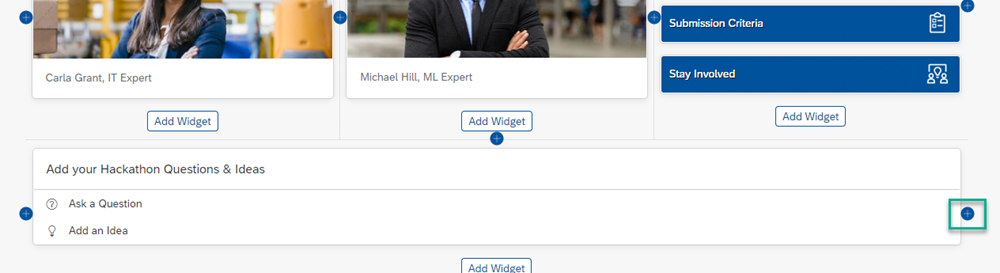 Submission Criteria
Stay Involved
Carla Grant, IT Expert
Michael Hill, ML Expert
Add Widget
Add Widget
Add Widget
Add your Hackathon Questions & Ideas
Ask a Question
Add an Idea
Add Widget